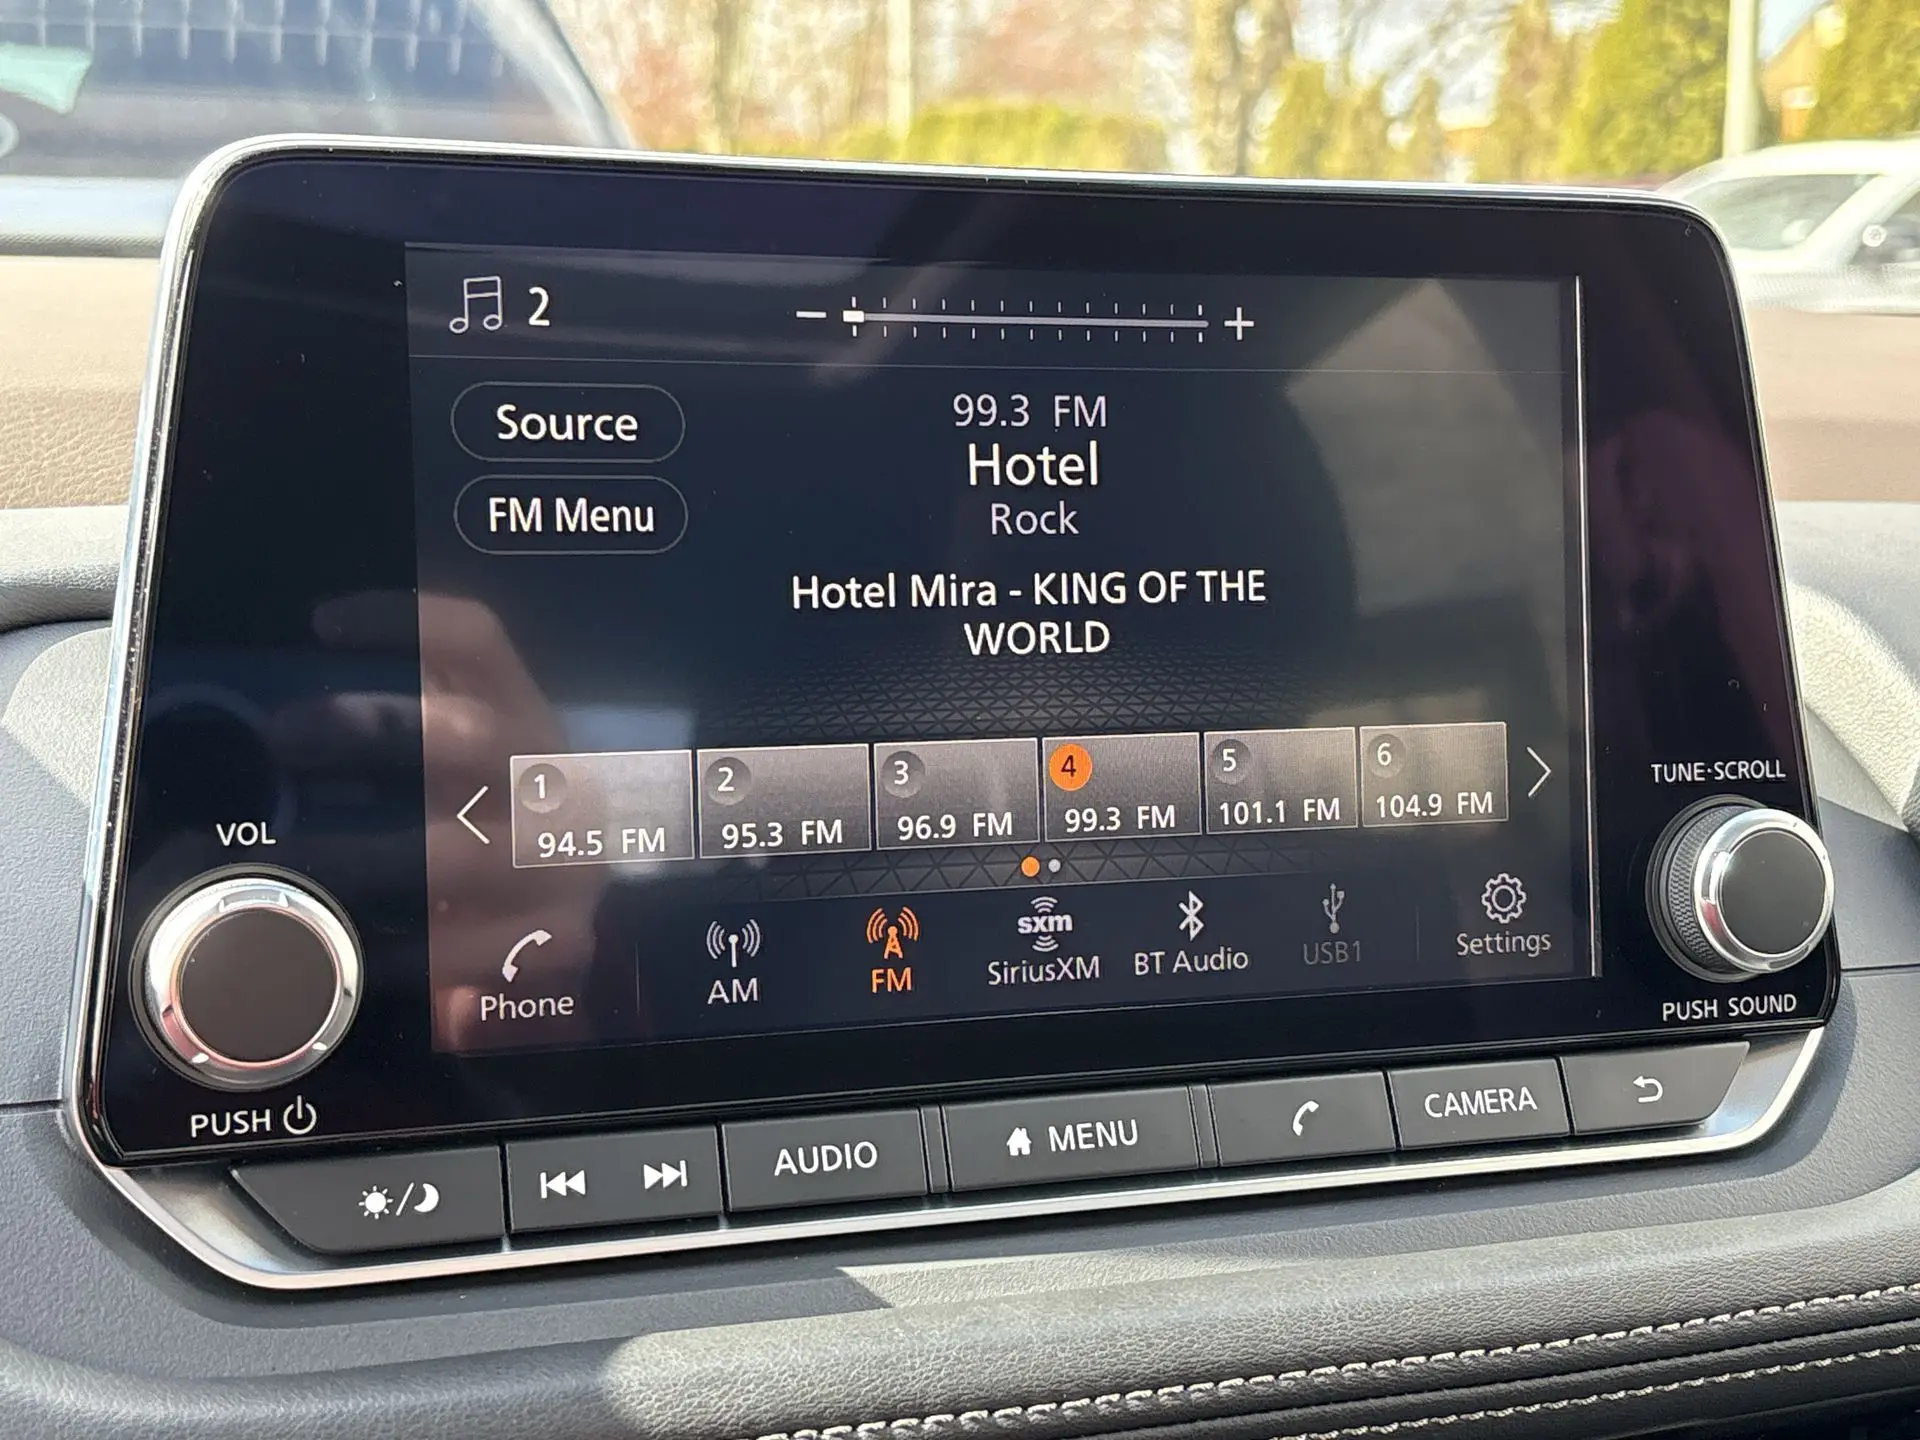 2
− +
Source
99.3 FM
Hotel
Rock
FM Menu
Hotel Mira - KING OF THE
WORLD
1 2 3 4 5 6
94.5 FM 95.3 FM 96.9 FM 99.3 FM 101.1 FM 104.9 FM
Phone AM FM sxm SiriusXM BT Audio USB1 Settings
VOL
PUSH
TUNE·SCROLL
PUSH SOUND
AUDIO MENU CAMERA